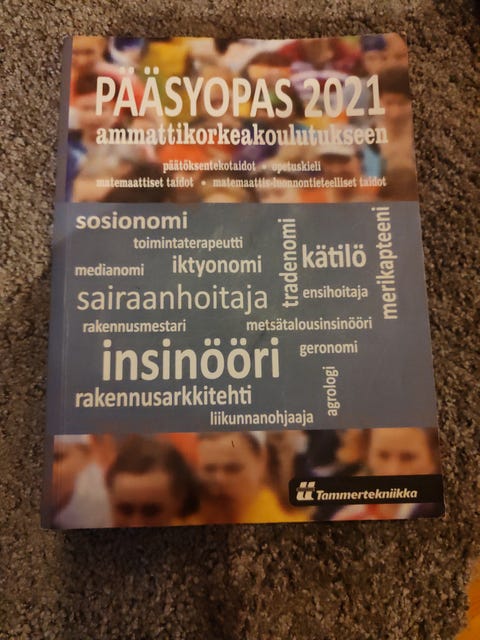 PÄÄSYOPAS 2021
ammattikorkeakoulutukseen
päätöksentekotaidot • opetuskieli
matemaattiset taidot • matemaattis-luonnontieteelliset taidot
sosionomi
toimintaterapeutti
medianomi
iktyonomi
tradenomi
kätilö
merikapteeni
sairaanhoitaja
ensihoitaja
rakennusmestari
metsätalousinsinööri
insinööri
geronomi
rakennusarkkitehti
agrologi
liikunnanohjaaja
Tammertekniikka